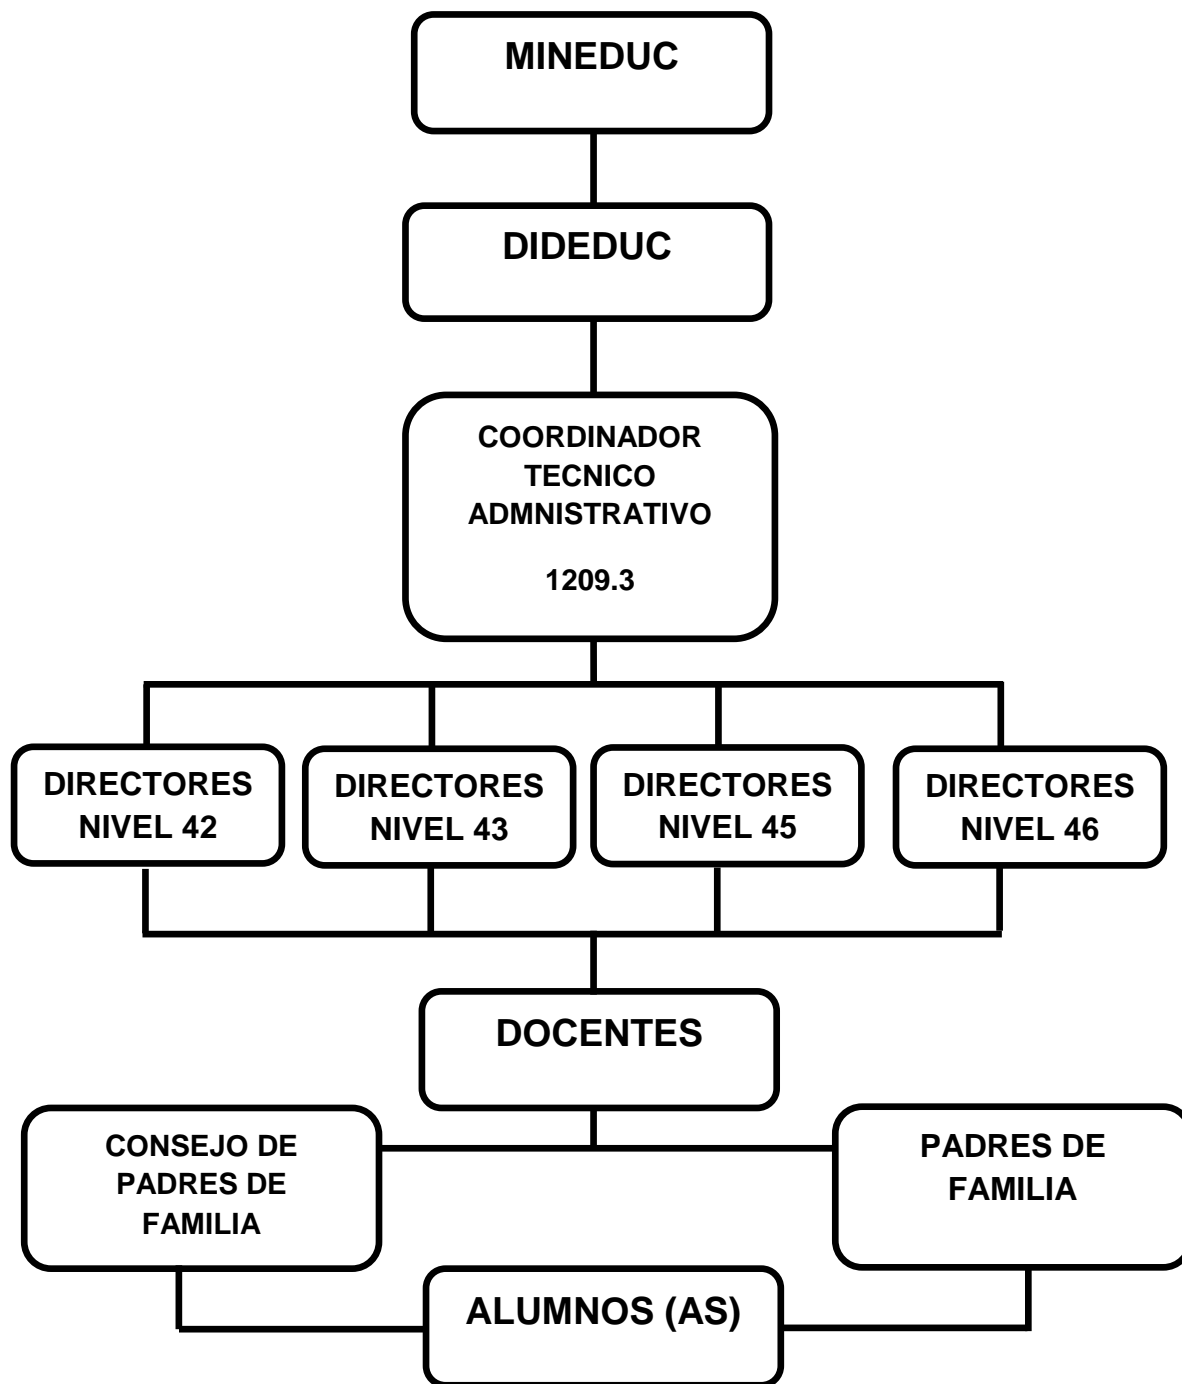 MINEDUC
DIDEDUC
COORDINADOR
TECNICO
ADMNISTRATIVO
1209.3
DIRECTORES
NIVEL 42
DIRECTORES
NIVEL 43
DIRECTORES
NIVEL 45
DIRECTORES
NIVEL 46
DOCENTES
CONSEJO DE
PADRES DE
FAMILIA
PADRES DE
FAMILIA
ALUMNOS (AS)